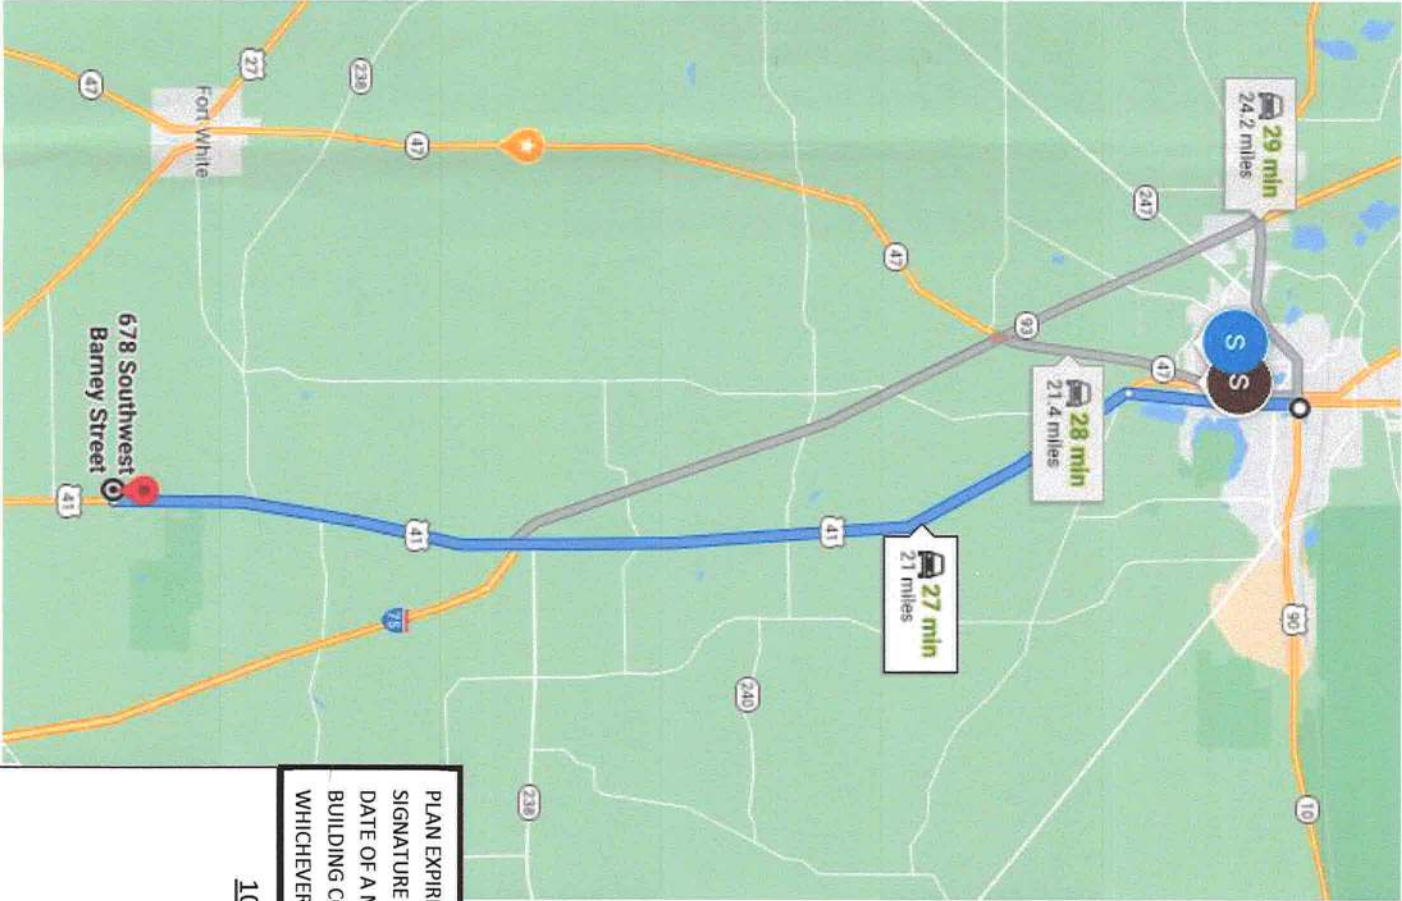 10
90
29 min
24.2 miles
S
S
47
247
28 min
21.4 miles
93
27 min
21 miles
47
41
240
238
PLAN EXPIR
SIGNATURE
47
41
75
DATE OF A
238
BUILDING
WHICHEVER
27
10
Fort White
678 Southwest
Barney Street
47
41